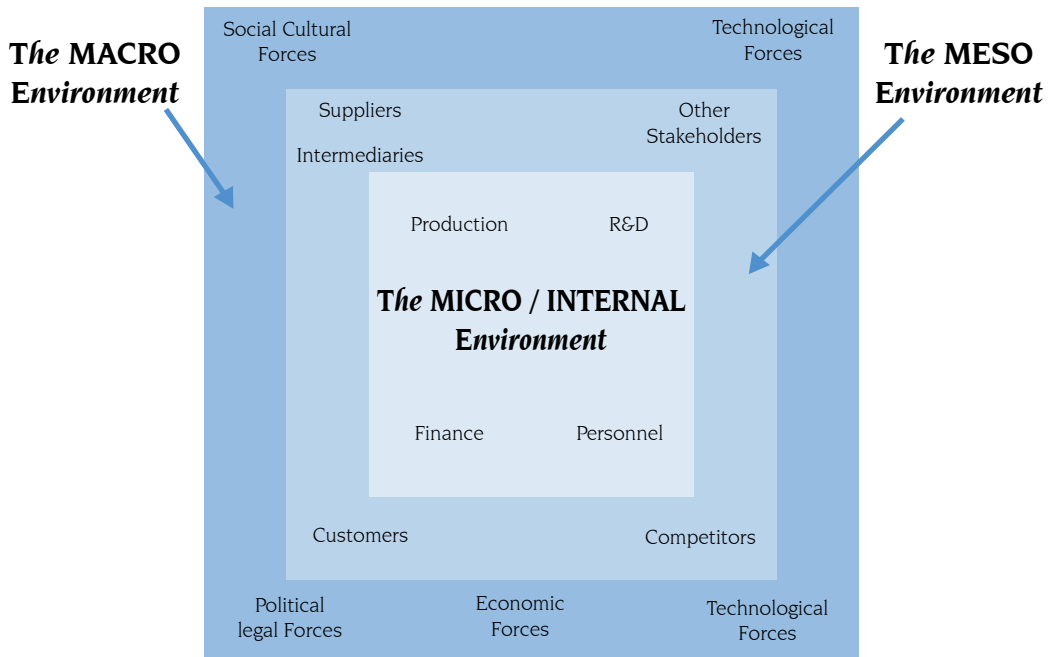 The MACRO
Environment
Social Cultural
Forces
Technological
Forces
The MESO
Environment
Suppliers
Other
Stakeholders
Intermediaries
Production
R&D
The MICRO / INTERNAL
Environment
Finance
Personnel
Customers
Competitors
Political
legal Forces
Economic
Forces
Technological
Forces